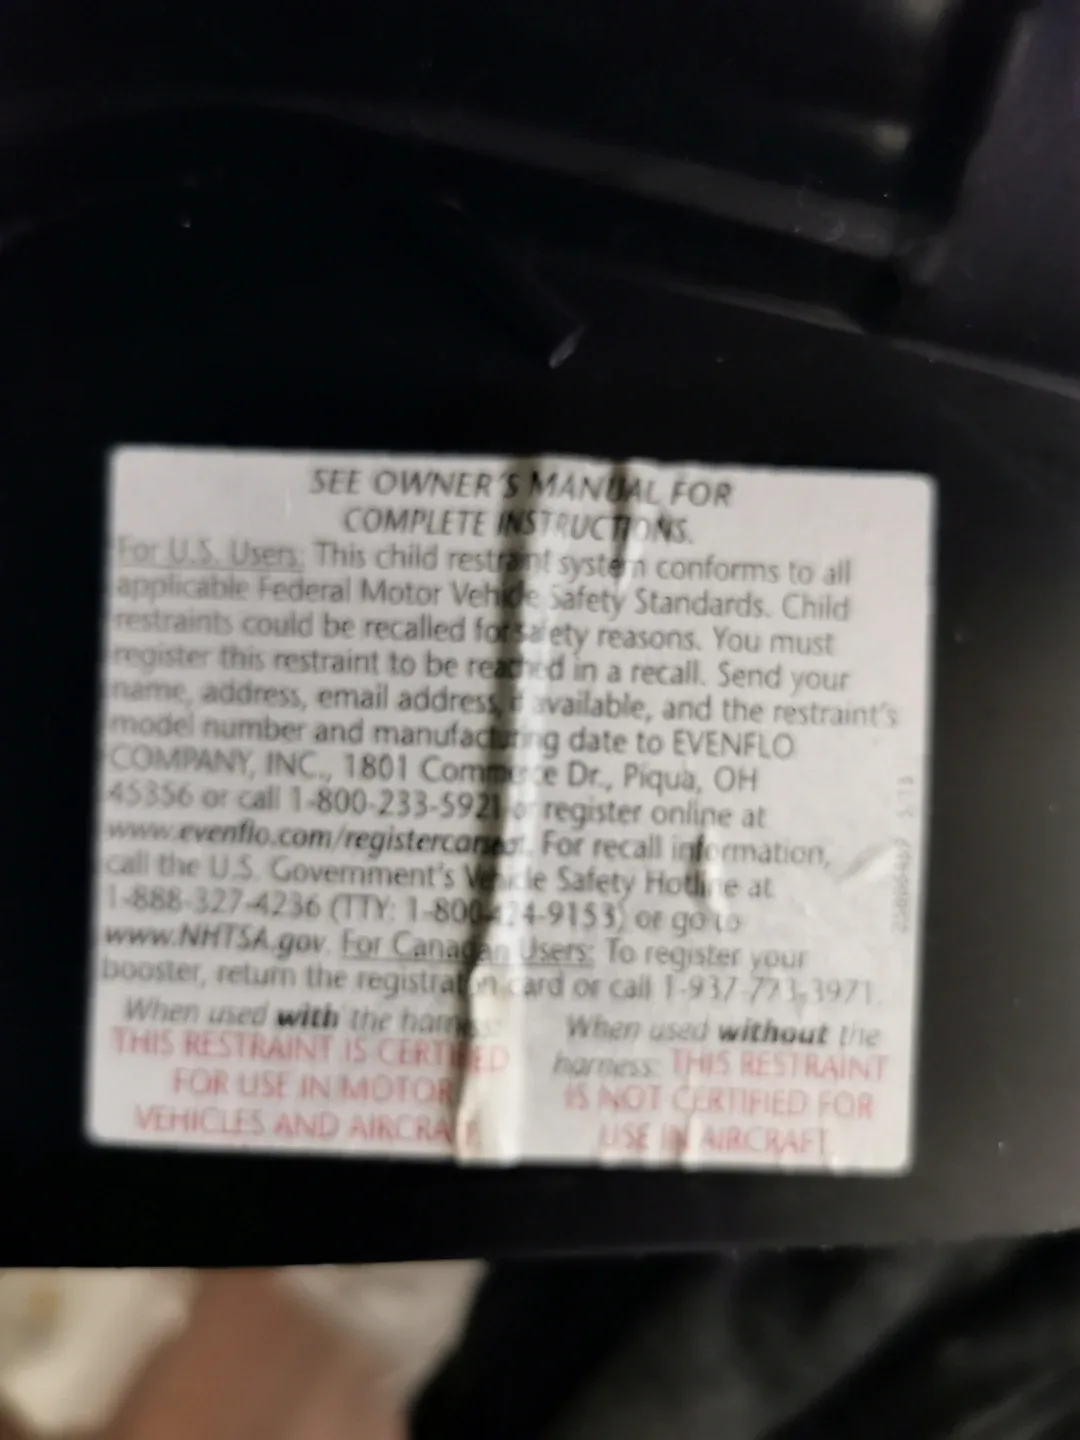 SEE OWNER'S MANUAL FOR
COMPLETE INSTRUCTIONS.
For U.S. Users: This child restraint system conforms to all
applicable Federal Motor Vehicle Safety Standards. Child
restraints could be recalled for safety reasons. You must
register this restraint to be reached in a recall. Send your
name, address, email address, if available, and the restraint's
model number and manufacturing date to EVENFLO
COMPANY, INC., 1801 Commerce Dr., Piqua, OH
45356 or call 1-800-233-5921 or register online at
www.evenflo.com/registercarseat. For recall information,
call the U.S. Government's Vehicle Safety Hotline at
1-888-327-4236 (TTY: 1-800-424-9153) or go to
www.NHTSA.gov. For Canadian Users: To register your
booster, return the registration card or call 1-937-773-3971.
When used with the harness:
THIS RESTRAINT IS CERTIFIED
FOR USE IN MOTOR
VEHICLES AND AIRCRAFT.
When used without the
harness: THIS RESTRAINT
IS NOT CERTIFIED FOR
USE IN AIRCRAFT.